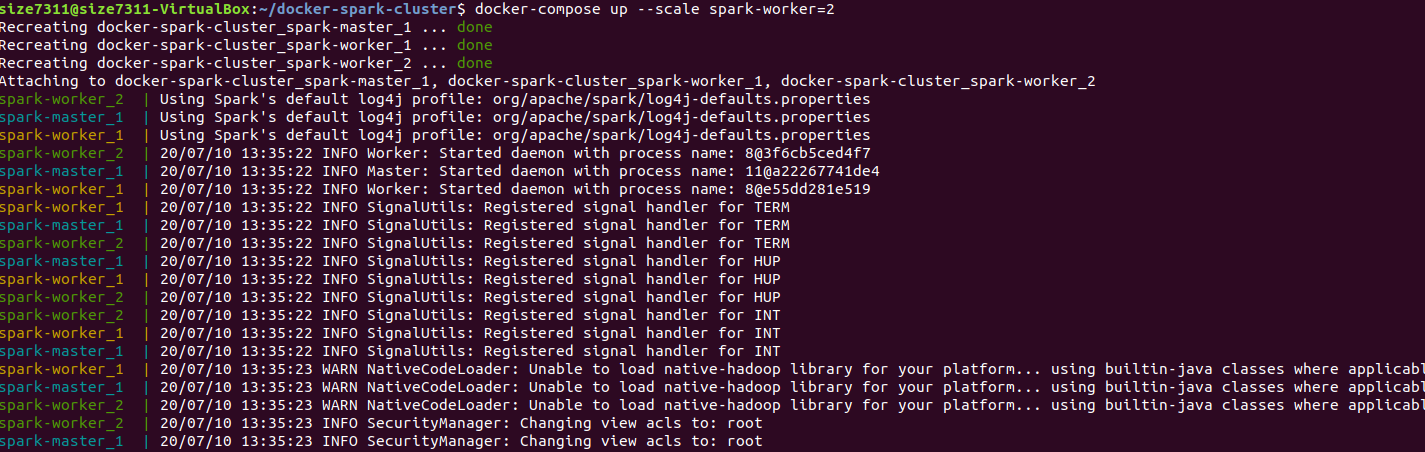 size7311@size7311-VirtualBox:~/docker-spark-cluster$ docker-compose up --scale spark-worker=2
Recreating docker-spark-cluster_spark-master_1 ... done
Recreating docker-spark-cluster_spark-worker_1 ... done
Recreating docker-spark-cluster_spark-worker_2 ... done
Attaching to docker-spark-cluster_spark-master_1, docker-spark-cluster_spark-worker_1, docker-spark-cluster_spark-worker_2
spark-worker_2  | Using Spark's default log4j profile: org/apache/spark/log4j-defaults.properties
spark-master_1  | Using Spark's default log4j profile: org/apache/spark/log4j-defaults.properties
spark-worker_1  | Using Spark's default log4j profile: org/apache/spark/log4j-defaults.properties
spark-worker_2  | 20/07/10 13:35:22 INFO Worker: Started daemon with process name: 8@3f6cb5ced4f7
spark-master_1  | 20/07/10 13:35:22 INFO Master: Started daemon with process name: 11@a22267741de4
spark-worker_1  | 20/07/10 13:35:22 INFO Worker: Started daemon with process name: 8@e55dd281e519
spark-worker_1  | 20/07/10 13:35:22 INFO SignalUtils: Registered signal handler for TERM
spark-master_1  | 20/07/10 13:35:22 INFO SignalUtils: Registered signal handler for TERM
spark-worker_2  | 20/07/10 13:35:22 INFO SignalUtils: Registered signal handler for TERM
spark-master_1  | 20/07/10 13:35:22 INFO SignalUtils: Registered signal handler for HUP
spark-worker_1  | 20/07/10 13:35:22 INFO SignalUtils: Registered signal handler for HUP
spark-worker_2  | 20/07/10 13:35:22 INFO SignalUtils: Registered signal handler for HUP
spark-worker_2  | 20/07/10 13:35:22 INFO SignalUtils: Registered signal handler for INT
spark-worker_1  | 20/07/10 13:35:22 INFO SignalUtils: Registered signal handler for INT
spark-master_1  | 20/07/10 13:35:22 INFO SignalUtils: Registered signal handler for INT
spark-worker_1  | 20/07/10 13:35:23 WARN NativeCodeLoader: Unable to load native-hadoop library for your platform... using builtin-java classes where applicabl
spark-master_1  | 20/07/10 13:35:23 WARN NativeCodeLoader: Unable to load native-hadoop library for your platform... using builtin-java classes where applicabl
spark-worker_2  | 20/07/10 13:35:23 WARN NativeCodeLoader: Unable to load native-hadoop library for your platform... using builtin-java classes where applicabl
spark-worker_2  | 20/07/10 13:35:23 INFO SecurityManager: Changing view acls to: root
spark-master_1  | 20/07/10 13:35:23 INFO SecurityManager: Changing view acls to: root